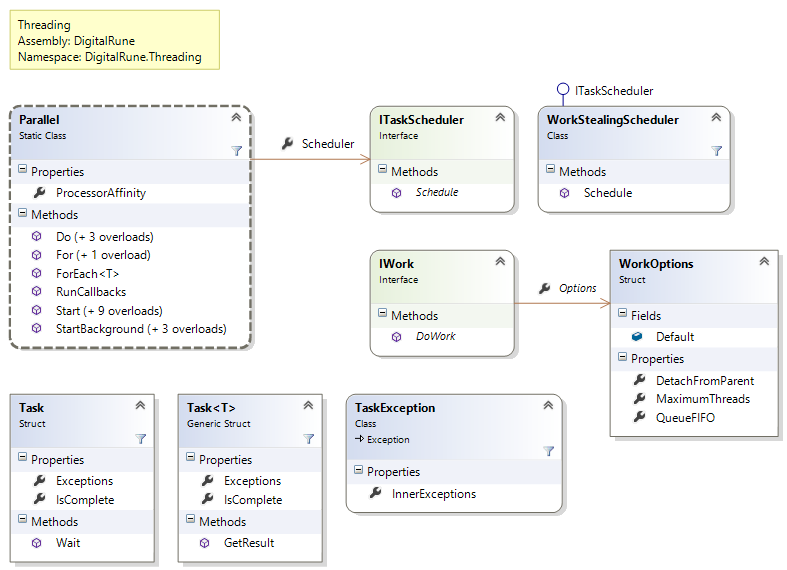 Threading
Assembly: DigitalRune
Namespace: DigitalRune.Threading
Parallel
Static Class
Properties
ProcessorAffinity
Methods
Do (+ 3 overloads)
For (+ 1 overload)
ForEach<T>
RunCallbacks
Start (+ 9 overloads)
StartBackground (+ 3 overloads)
Scheduler
ITaskScheduler
Interface
Methods
Schedule
ITaskScheduler
WorkStealingScheduler
Class
Methods
Schedule
IWork
Interface
Methods
DoWork
Options
WorkOptions
Struct
Fields
Default
Properties
DetachFromParent
MaximumThreads
QueueFIFO
Task
Struct
Properties
Exceptions
IsComplete
Methods
Wait
Task<T>
Generic Struct
Properties
Exceptions
IsComplete
Methods
GetResult
TaskException
Class
Exception
Properties
InnerExceptions